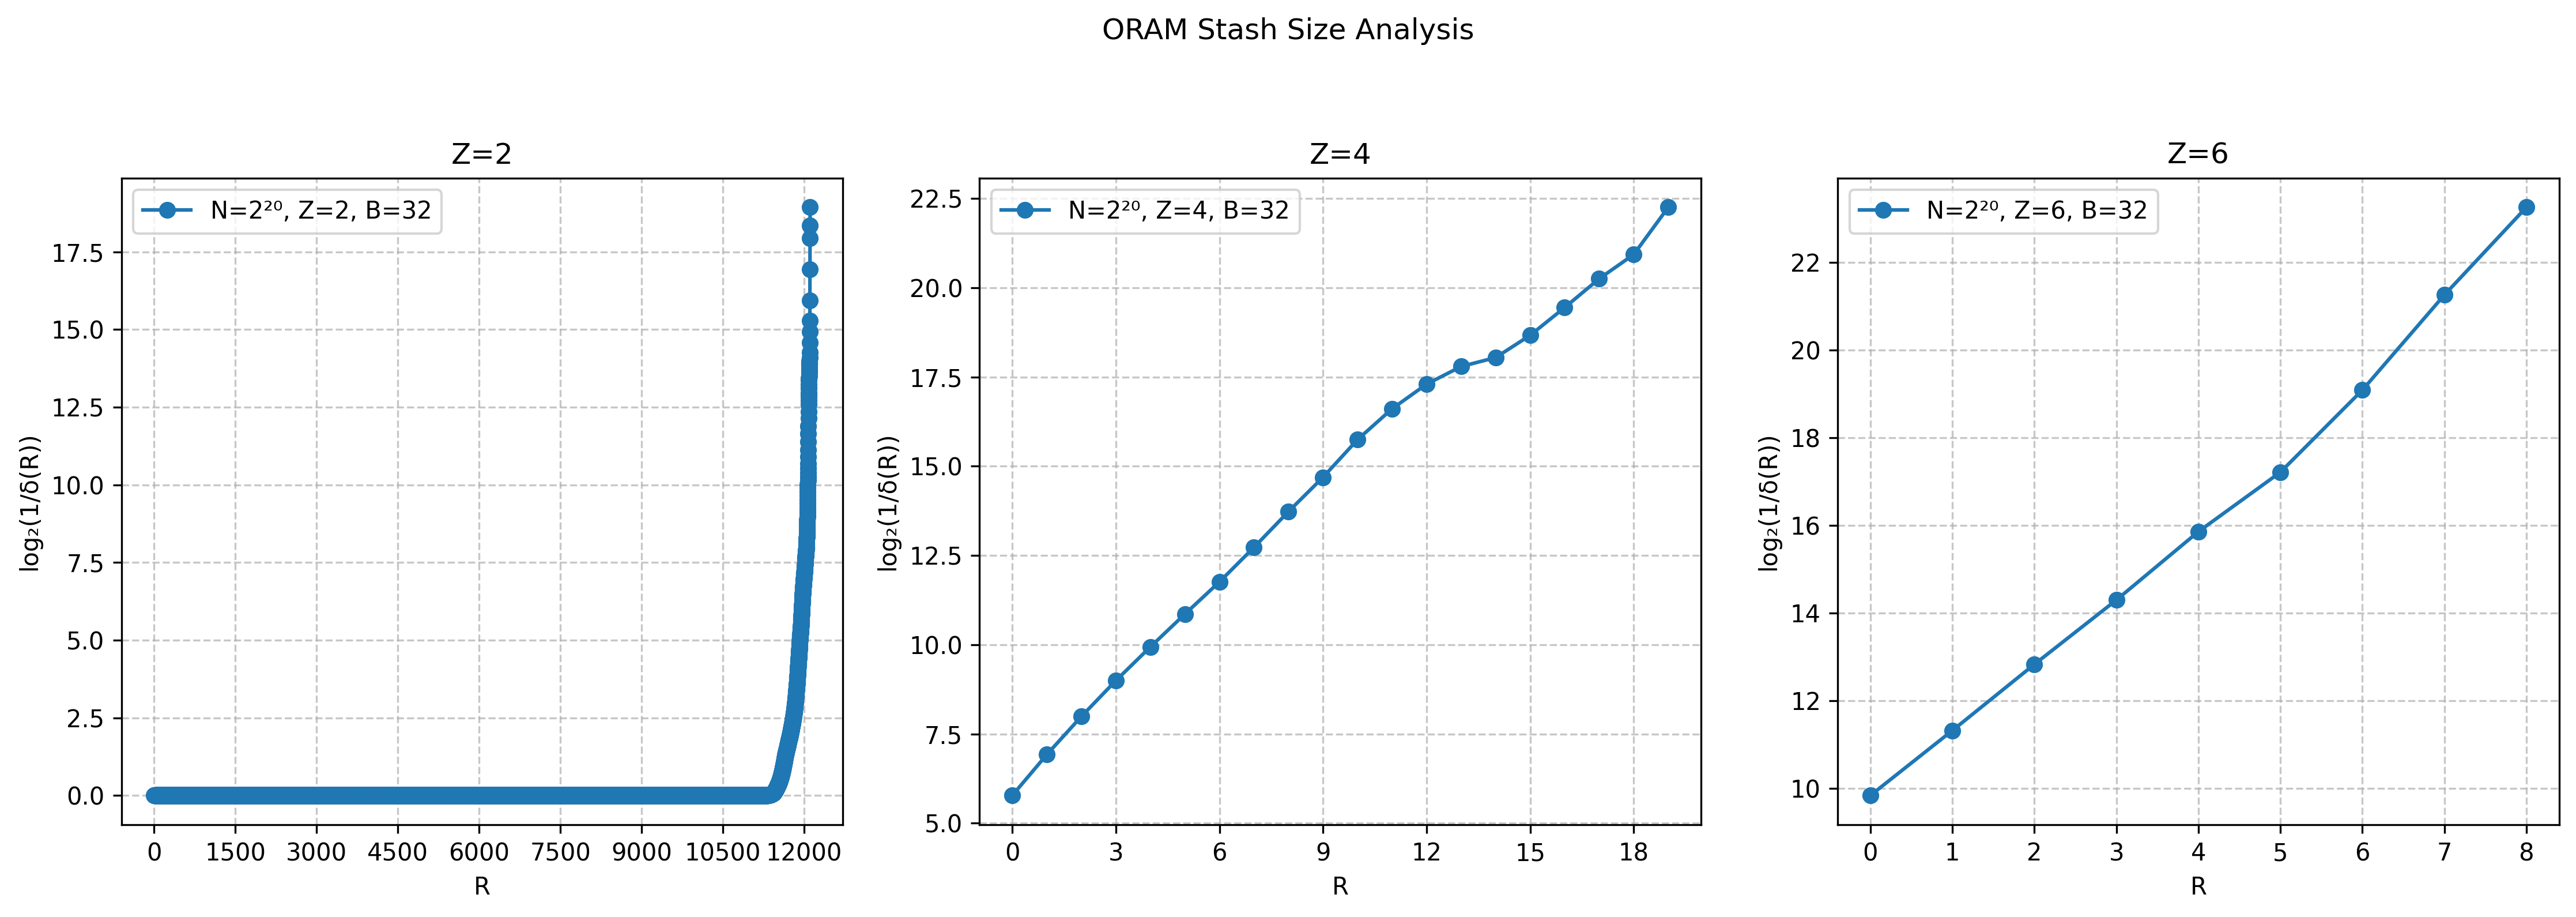 ORAM Stash Size Analysis
Z=2
N=2²⁰, Z=2, B=32
log₂(1/δ(R))
17.5
15.0
12.5
10.0
7.5
5.0
2.5
0.0
0 1500 3000 4500 6000 7500 9000 10500 12000
R
Z=4
N=2²⁰, Z=4, B=32
log₂(1/δ(R))
22.5
20.0
17.5
15.0
12.5
10.0
7.5
5.0
0 3 6 9 12 15 18
R
Z=6
N=2²⁰, Z=6, B=32
log₂(1/δ(R))
22
20
18
16
14
12
10
0 1 2 3 4 5 6 7 8
R